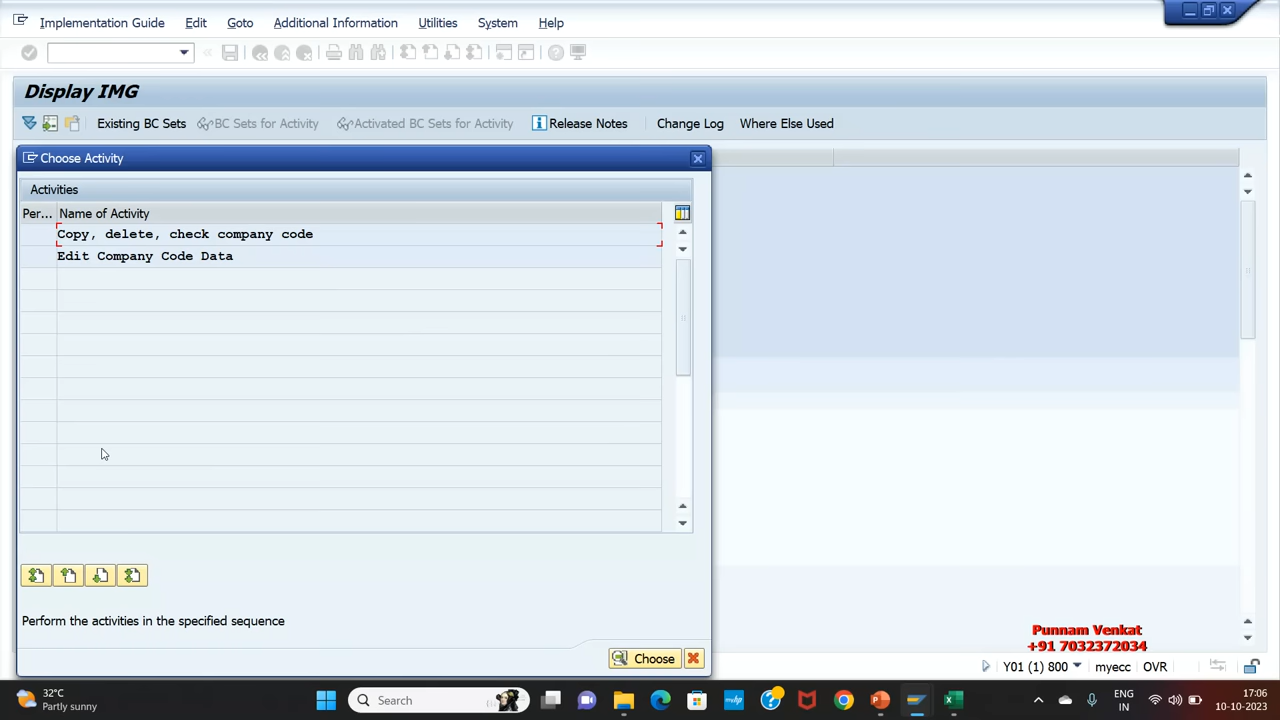 Implementation Guide Edit Goto Additional Information Utilities System Help
Display IMG
Existing BC Sets BC Sets for Activity Activated BC Sets for Activity Release Notes Change Log Where Else Used
Choose Activity
Activities
Per... Name of Activity
Copy, delete, check company code
Edit Company Code Data
Perform the activities in the specified sequence
Choose
Punnam Venkat
+91 7032372034
Y01 (1) 800 myecc OVR
32°C
Partly sunny
Search
ENG
IN
17:06
10-10-2023